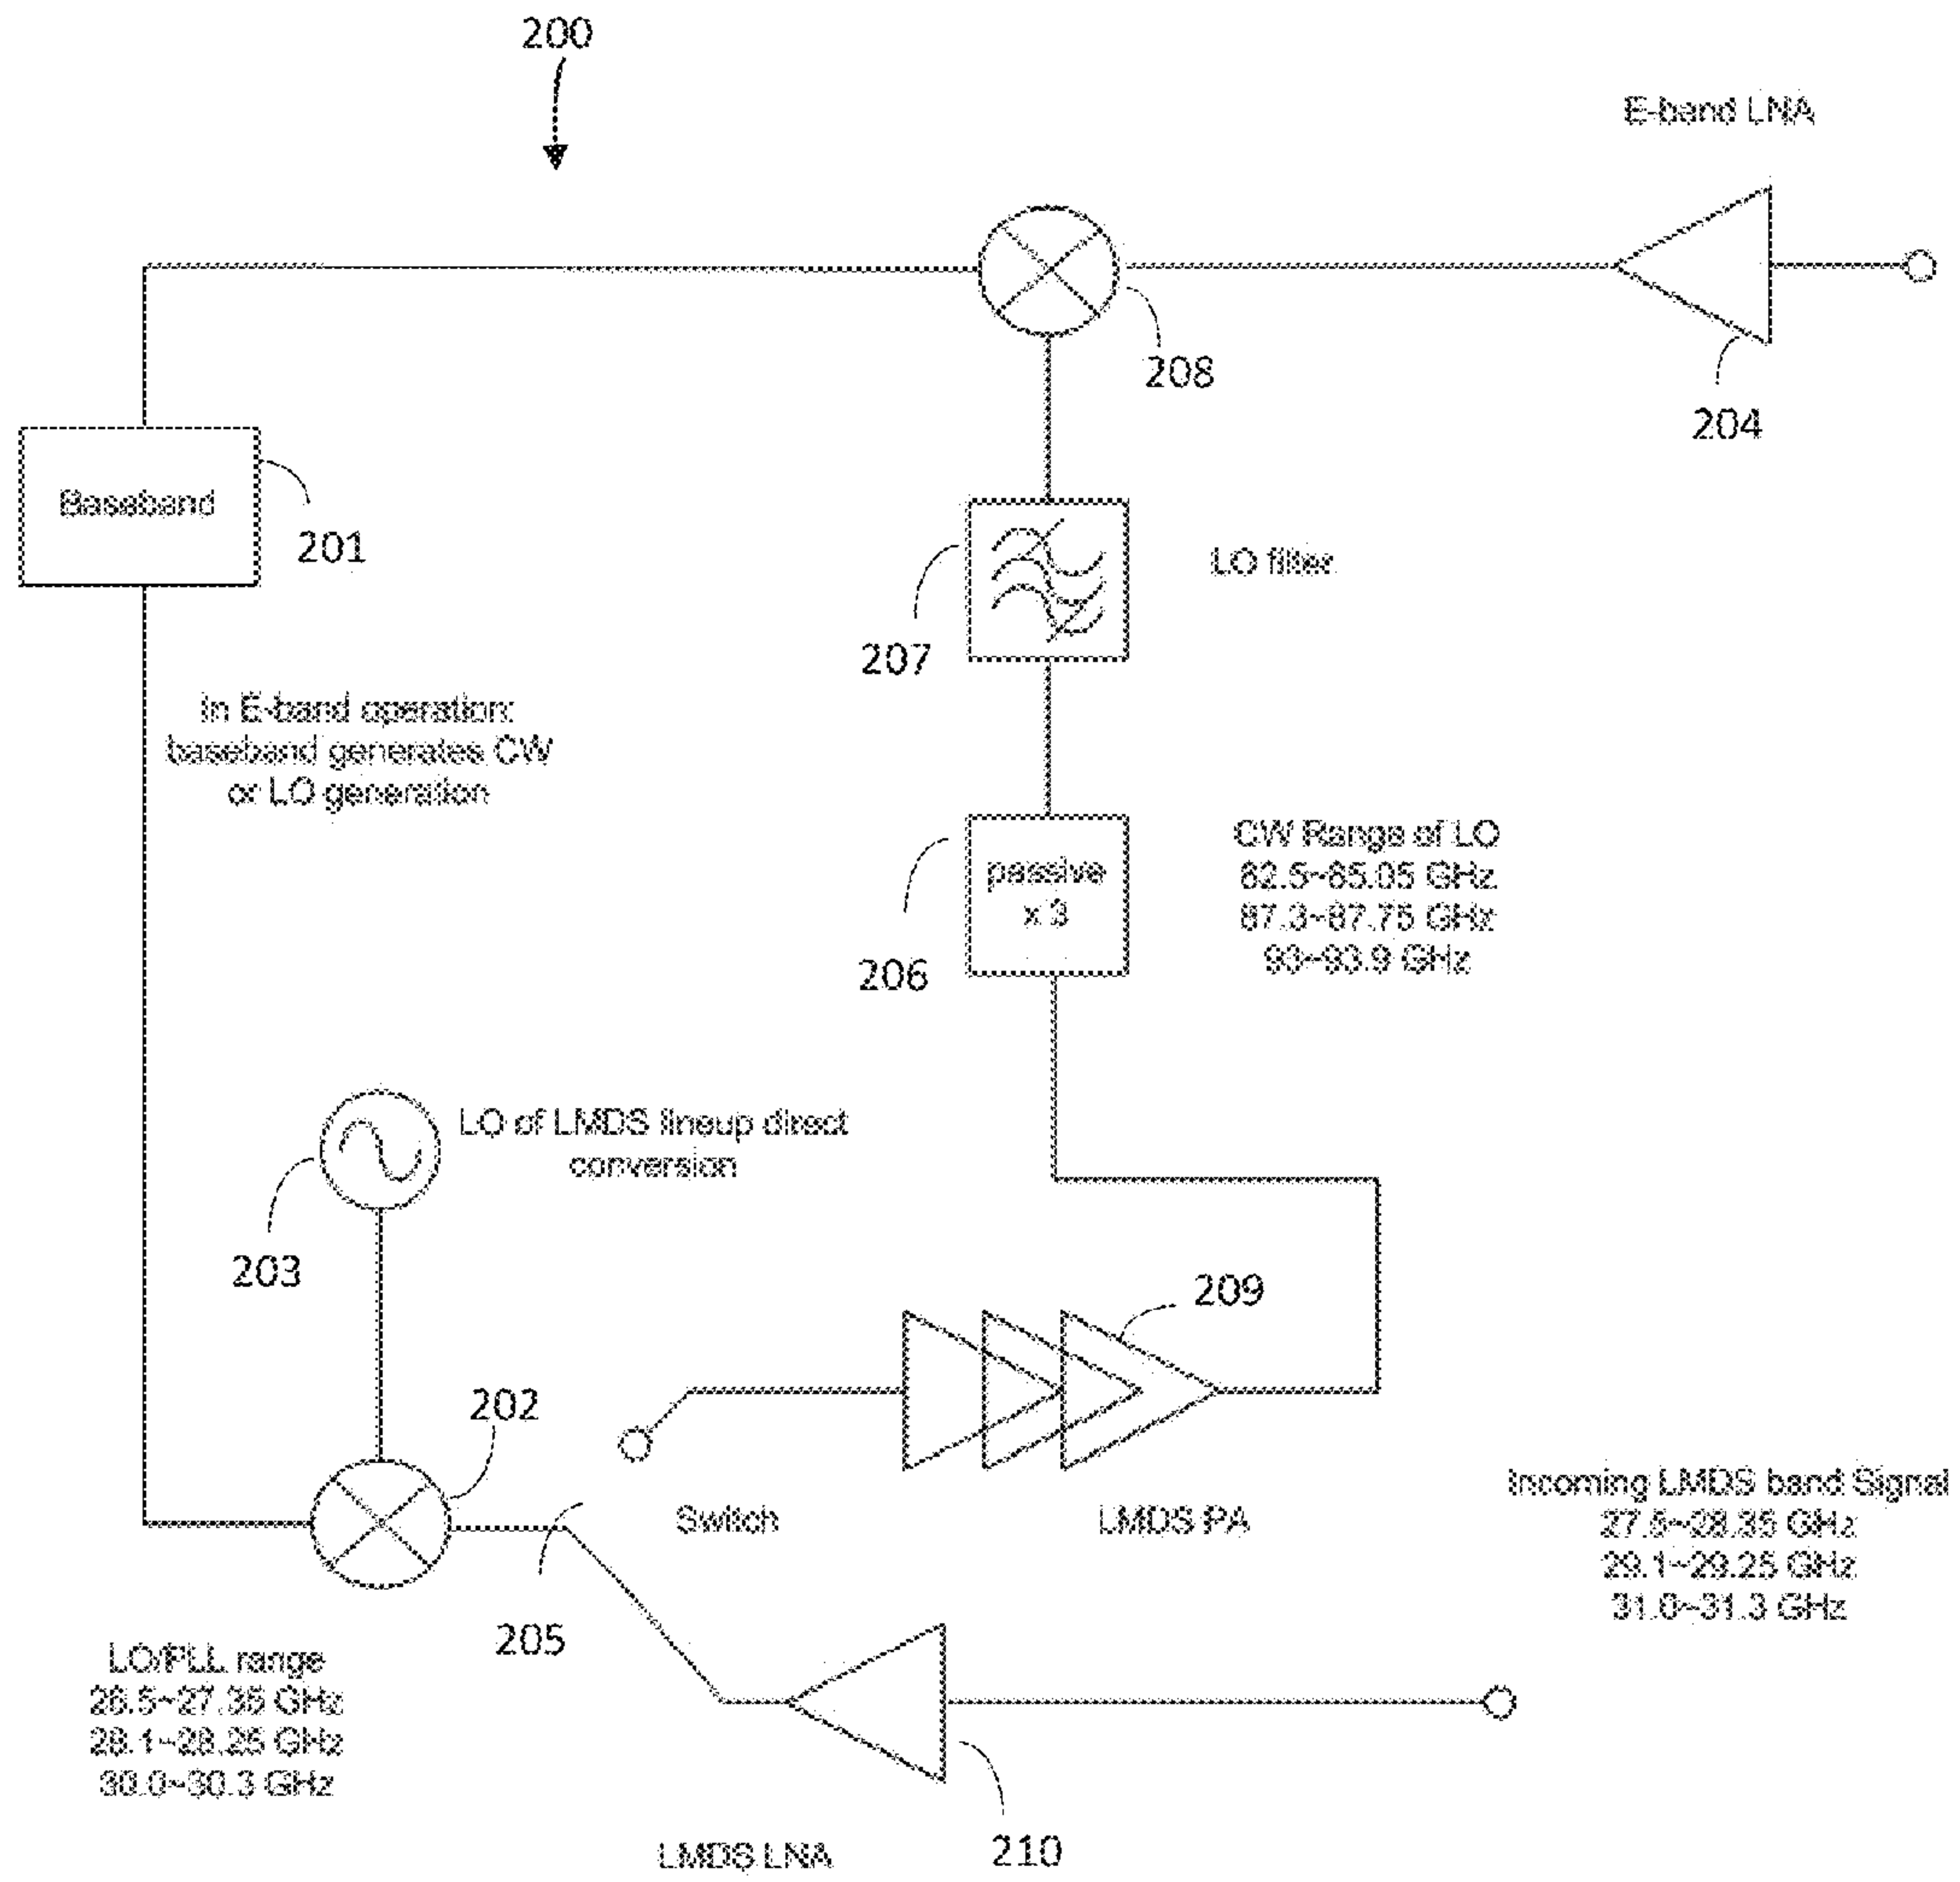 200
E-band LNA
208
204
Baseband
201
LO filter
207
In E-band operation:
baseband generates CW
or LO generation
CW Range of LO
82.5~85.05 GHz
87.3~87.75 GHz
93~93.9 GHz
passive
x 3
206
LO of LMDS lineup direct
conversion
203
209
202
Switch
LMDS PA
Incoming LMDS band Signal
27.5~28.35 GHz
29.1~29.25 GHz
31.0~31.3 GHz
205
LO/PLL range
26.5~27.35 GHz
28.1~28.25 GHz
30.0~30.3 GHz
LMDS LNA
210